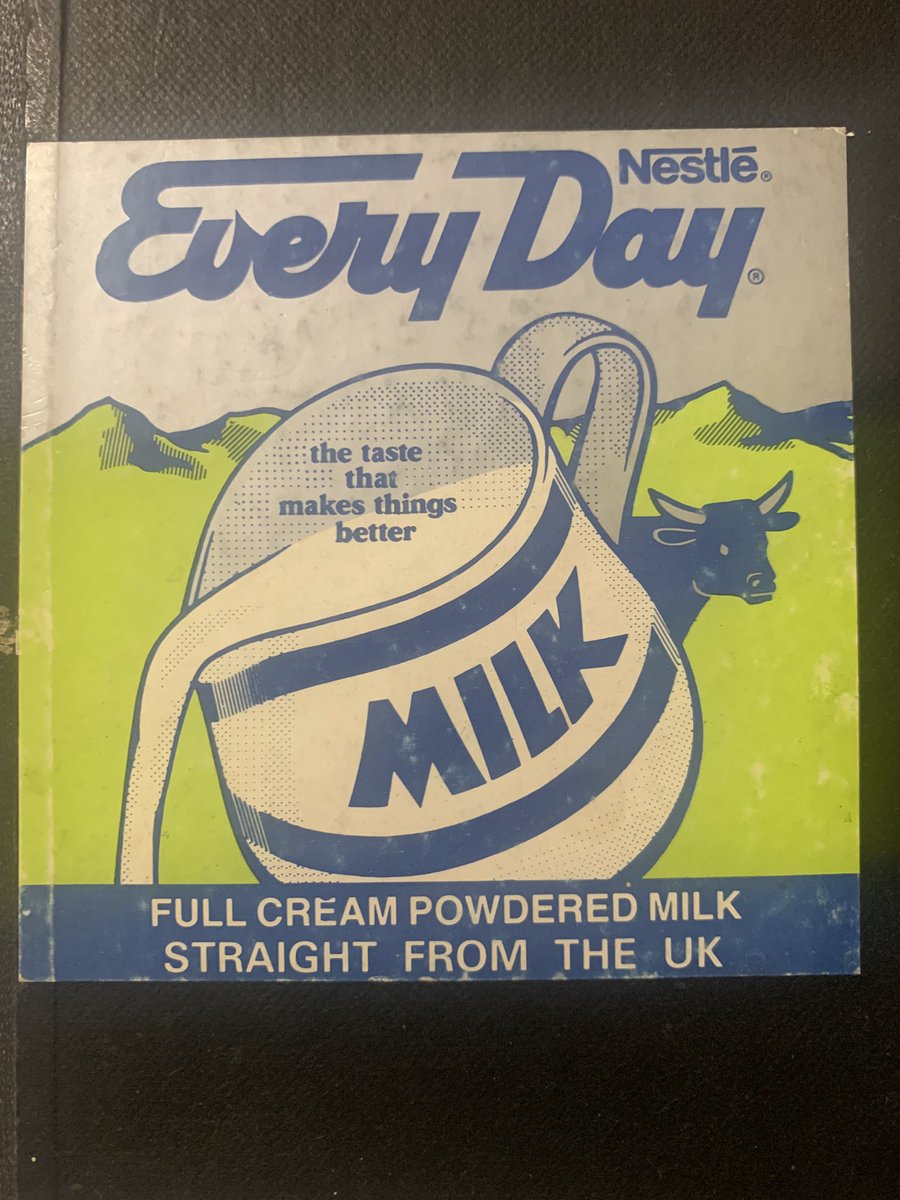 Nestlé®
Every Day®
the taste
that
makes things
better
MILK
FULL CREAM POWDERED MILK
STRAIGHT FROM THE UK